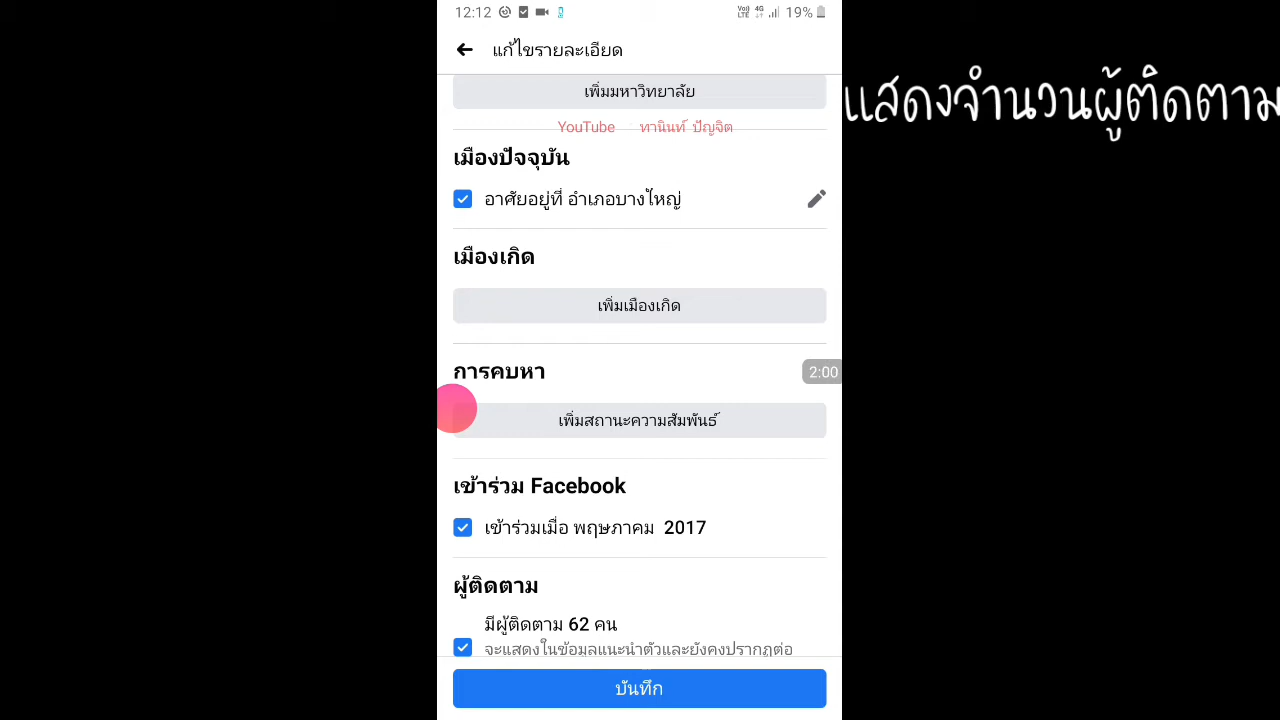 12:12 VoLTE 4G 19%
แก้ไขรายละเอียด
แสดงจำนวนผู้ติดตาม
เพิ่มมหาวิทยาลัย
YouTube ทานินท์ ปัญจิต
เมืองปัจจุบัน
อาศัยอยู่ที่ อำเภอบางใหญ่
เมืองเกิด
เพิ่มเมืองเกิด
การคบหา
2:00
เพิ่มสถานะความสัมพันธ์
เข้าร่วม Facebook
เข้าร่วมเมื่อ พฤษภาคม 2017
ผู้ติดตาม
มีผู้ติดตาม 62 คน
จะแสดงในข้อมูลแนะนำตัวและยังคงปรากฏต่อ
บันทึก